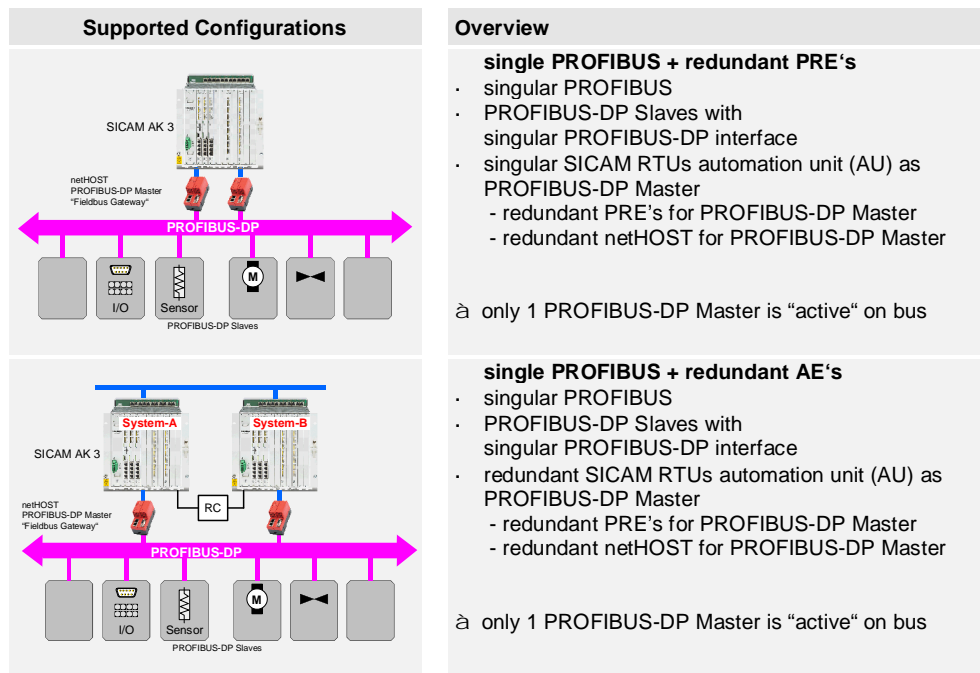 Supported Configurations
Overview
SICAM AK 3
netHOST
PROFIBUS-DP Master
“Fieldbus Gateway“
PROFIBUS-DP
M
I/O
Sensor
PROFIBUS-DP Slaves
single PROFIBUS + redundant PRE‘s
· singular PROFIBUS
· PROFIBUS-DP Slaves with
singular PROFIBUS-DP interface
· singular SICAM RTUs automation unit (AU) as
PROFIBUS-DP Master
- redundant PRE’s for PROFIBUS-DP Master
- redundant netHOST for PROFIBUS-DP Master
à only 1 PROFIBUS-DP Master is “active“ on bus
System-A
System-B
SICAM AK 3
RC
netHOST
PROFIBUS-DP Master
“Fieldbus Gateway“
PROFIBUS-DP
M
I/O
Sensor
PROFIBUS-DP Slaves
single PROFIBUS + redundant AE‘s
· singular PROFIBUS
· PROFIBUS-DP Slaves with
singular PROFIBUS-DP interface
· redundant SICAM RTUs automation unit (AU) as
PROFIBUS-DP Master
- redundant PRE’s for PROFIBUS-DP Master
- redundant netHOST for PROFIBUS-DP Master
à only 1 PROFIBUS-DP Master is “active“ on bus